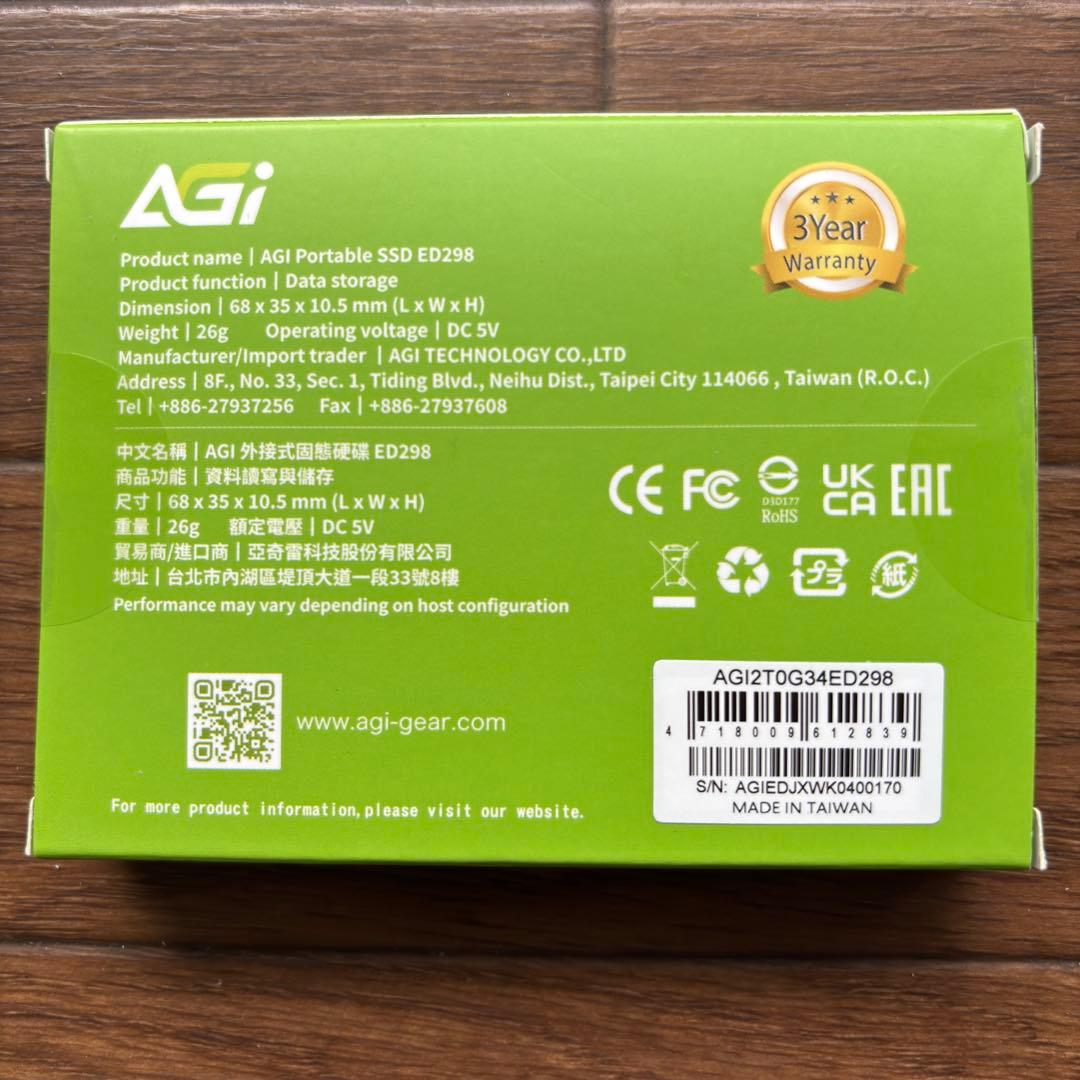 AGi
Product name | AGI Portable SSD ED298
Product function | Data storage
Dimension | 68 x 35 x 10.5 mm (L x W x H)
Weight | 26g Operating voltage | DC 5V
Manufacturer/Import trader | AGI TECHNOLOGY CO.,LTD
Address | 8F., No. 33, Sec. 1, Tiding Blvd., Neihu Dist., Taipei City 114066 , Taiwan (R.O.C.)
Tel | +886-27937256 Fax | +886-27937608
3Year
Warranty
中文名稱 | AGI 外接式固態硬碟 ED298
商品功能 | 資料讀寫與儲存
尺寸 | 68 x 35 x 10.5 mm (L x W x H)
重量 | 26g 額定電壓 | DC 5V
貿易商/進口商 | 亞奇雷科技股份有限公司
地址 | 台北市內湖區堤頂大道一段33號8樓
Performance may vary depending on host configuration
CE FC
D3D177
RoHS
UK
CA
EAC
プラ
紙
www.agi-gear.com
For more product information,please visit our website.
AGI2T0G34ED298
4 718009 612839
S/N: AGIEDJXWK0400170
MADE IN TAIWAN